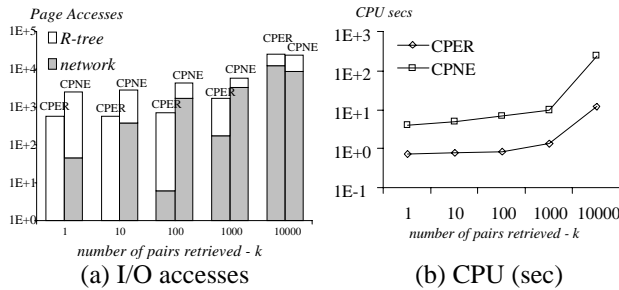 Page Accesses
1E+5
1E+4
1E+3
1E+2
1E+1
1E+0
R-tree
network
CPER
CPNE
CPER
CPNE
CPER
CPNE
CPER
CPNE
CPER
CPNE
1 10 100 1000 10000
number of pairs retrieved - k
(a) I/O accesses
CPU secs
1E+3
1E+2
1E+1
1E+0
1E-1
CPER
CPNE
1 10 100 1000 10000
number of pairs retrieved - k
(b) CPU (sec)